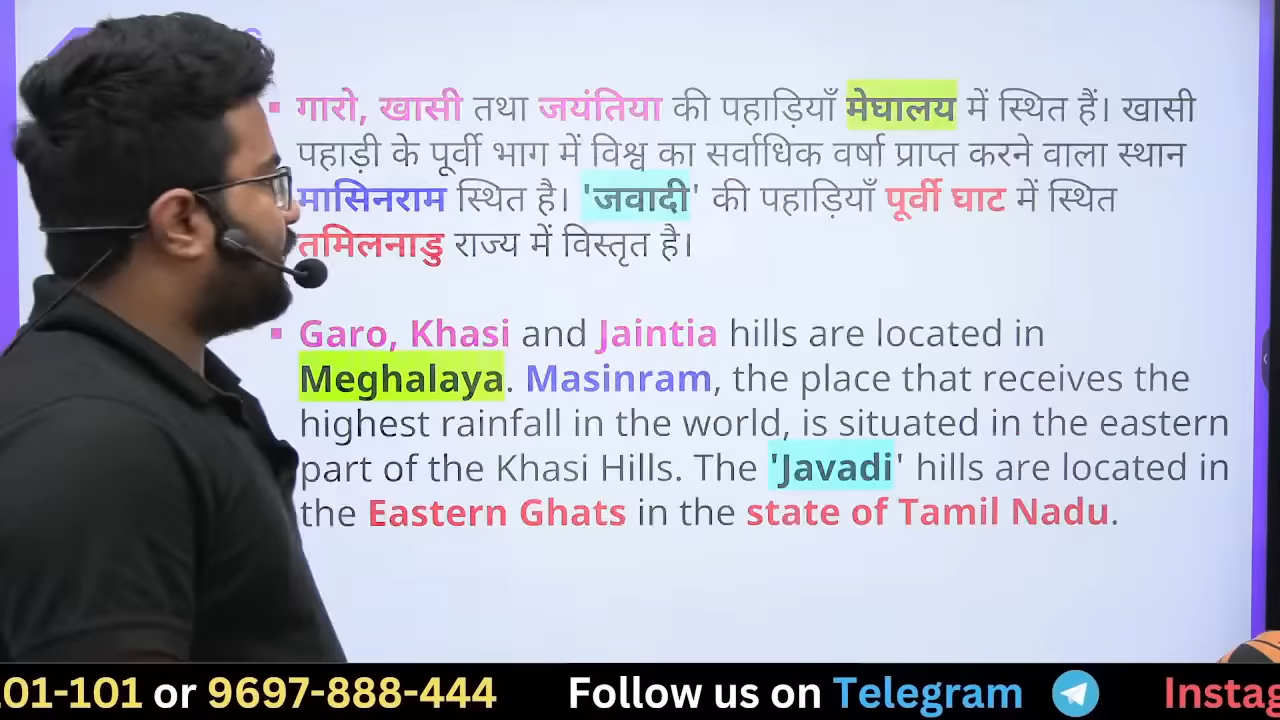 ▪ गारो, खासी तथा जयंतिया की पहाड़ियाँ मेघालय में स्थित हैं। खासी
पहाड़ी के पूर्वी भाग में विश्व का सर्वाधिक वर्षा प्राप्त करने वाला स्थान
मासिनराम स्थित है। 'जवादी' की पहाड़ियाँ पूर्वी घाट में स्थित
तमिलनाडु राज्य में विस्तृत है।
▪ Garo, Khasi and Jaintia hills are located in
Meghalaya. Masinram, the place that receives the
highest rainfall in the world, is situated in the eastern
part of the Khasi Hills. The 'Javadi' hills are located in
the Eastern Ghats in the state of Tamil Nadu.
01-101 or 9697-888-444 Follow us on Telegram Instag